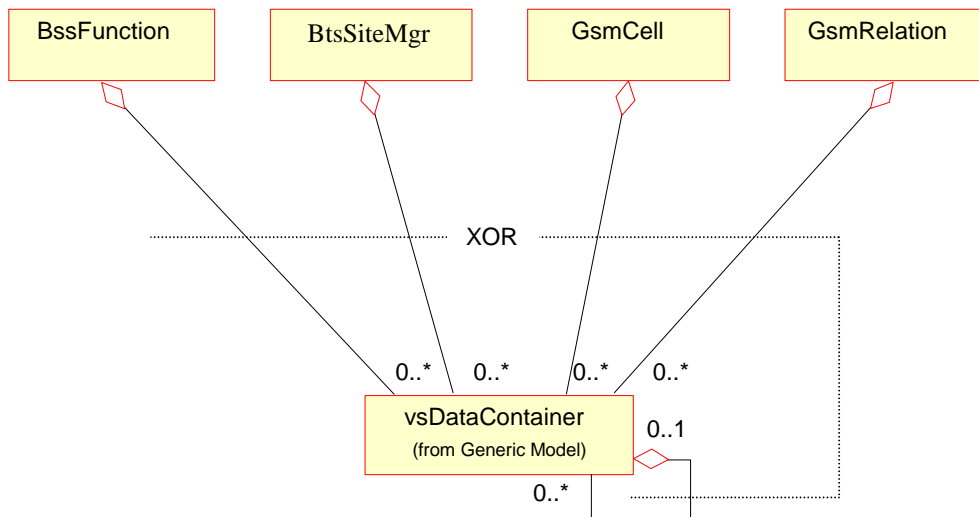 BssFunction
BtsSiteMgr
GsmCell
GsmRelation
XOR
0..*
0..*
0..*
0..*
vsDataContainer
(from Generic Model)
0..1
0..*